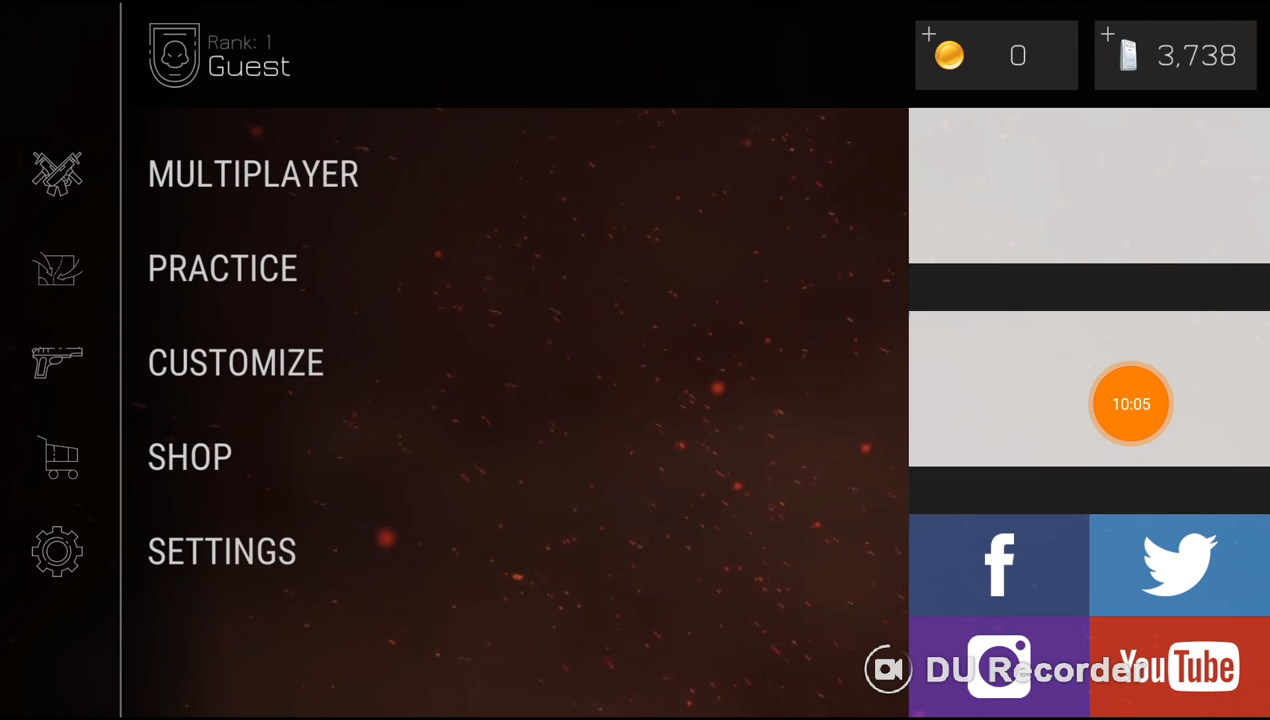 Rank: 1
Guest
0
3,738
MULTIPLAYER
PRACTICE
CUSTOMIZE
SHOP
SETTINGS
10:05
DU Recorder
YouTube